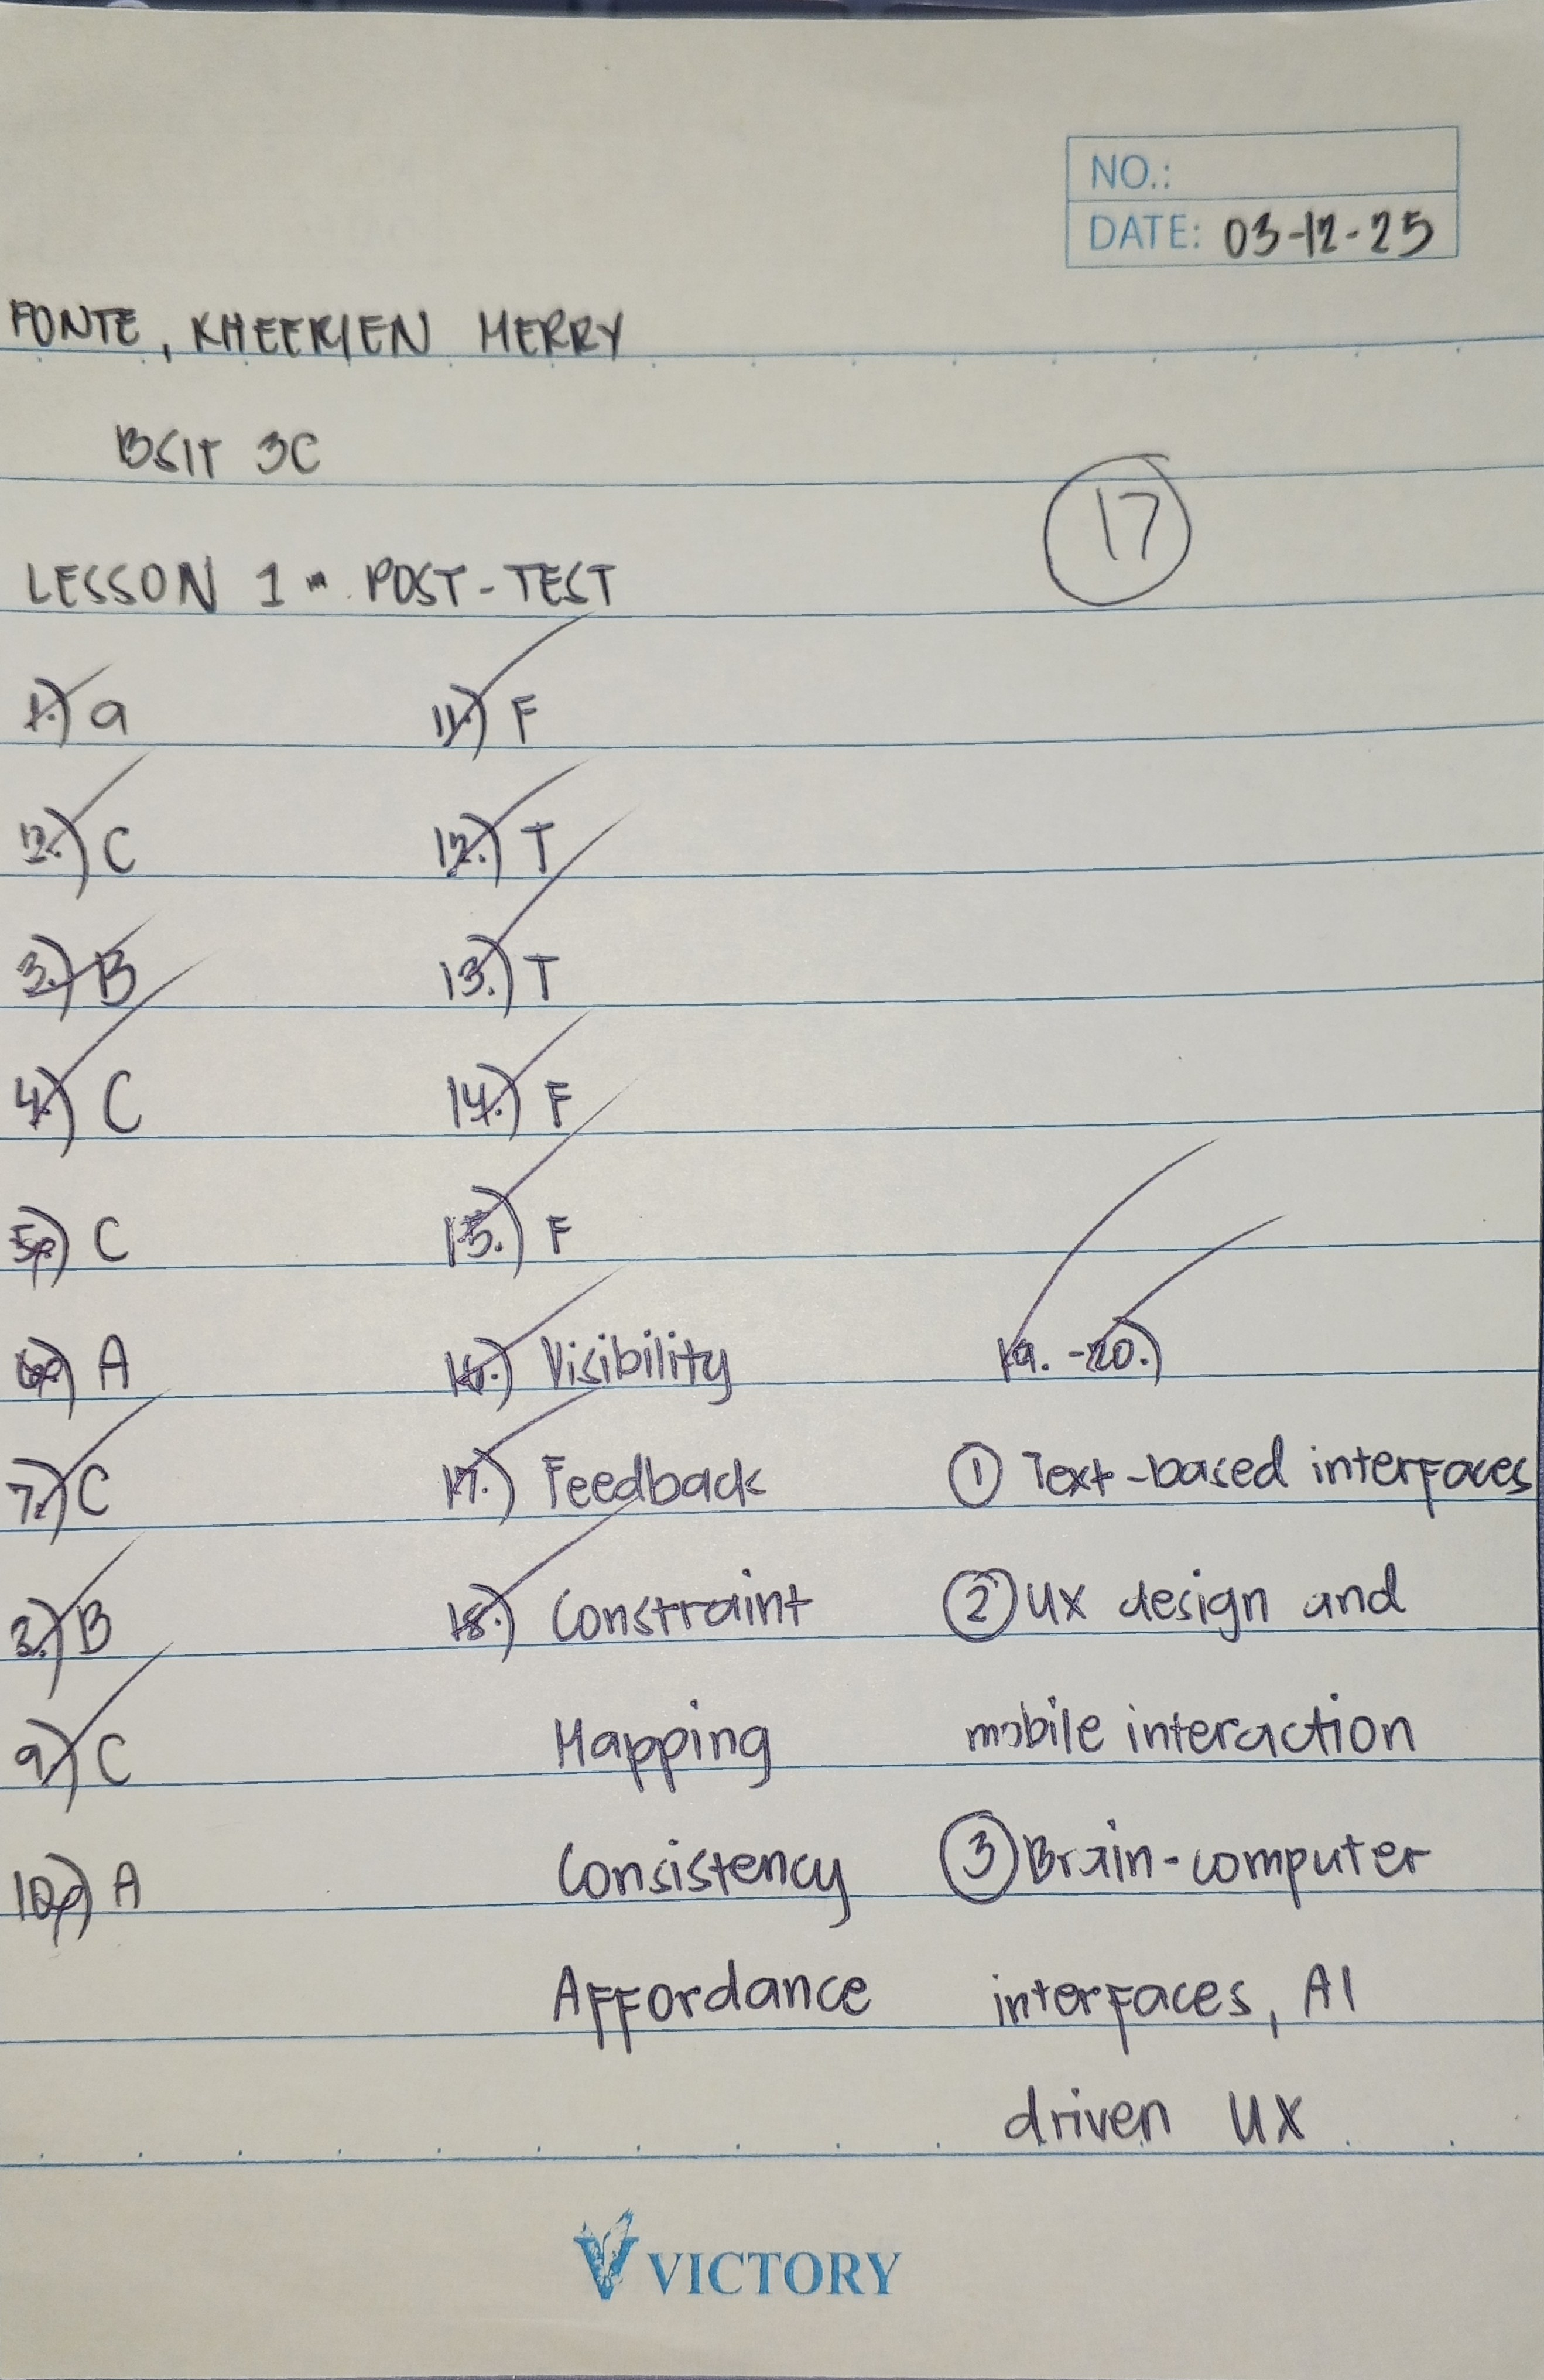 NO.:
DATE: 03-12-25
FONTE, KHEERIEN MERRY
BSIT 3C
17
LESSON 1 - POST-TEST
1.) a
2.) C
3.) B
4.) C
5.) C
6.) A
7.) C
8.) B
9.) C
10.) A
11.) F
12.) T
13.) T
14.) F
15.) F
16.) Visibility
17.) Feedback
18.) Constraint
Mapping
Consistency
Affordance
19. - 20.)
① Text-based interfaces
② UX design and
mobile interaction
③ Brain-computer
interfaces, AI
driven UX
VICTORY